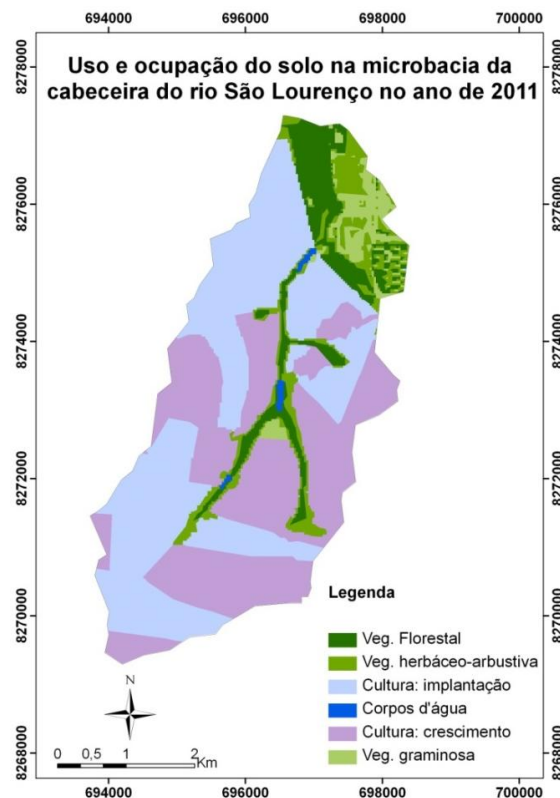 694000 696000 698000 700000
Uso e ocupação do solo na microbacia da
cabeceira do rio São Lourenço no ano de 2011
8278000 8278000
8276000 8276000
8274000 8274000
8272000 8272000
8270000 8270000
8268000 8268000
Legenda
Veg. Florestal
Veg. herbáceo-arbustiva
Cultura: implantação
Corpos d'água
Cultura: crescimento
Veg. graminosa
N
0 0,5 1 2
Km
694000 696000 698000 700000